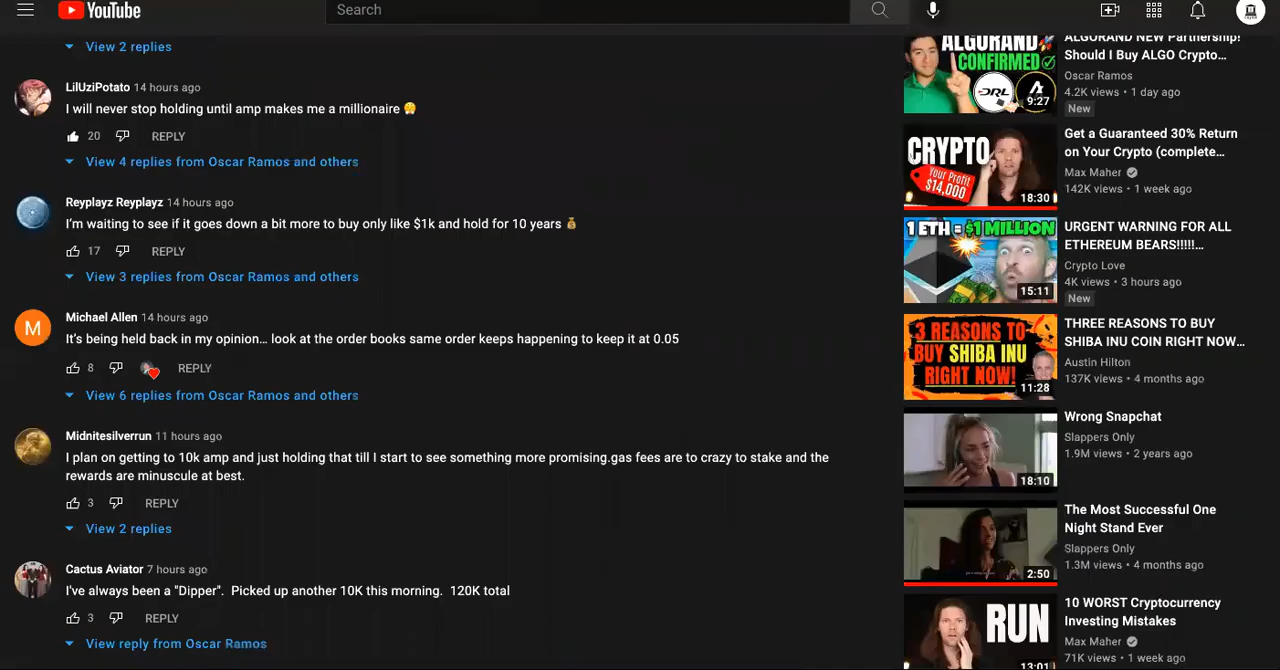 YouTube
Search
View 2 replies
LilUziPotato 14 hours ago
I will never stop holding until amp makes me a millionaire
20 REPLY
View 4 replies from Oscar Ramos and others
Reyplayz Reyplayz 14 hours ago
I'm waiting to see if it goes down a bit more to buy only like $1k and hold for 10 years
17 REPLY
View 3 replies from Oscar Ramos and others
M
Michael Allen 14 hours ago
It's being held back in my opinion... look at the order books same order keeps happening to keep it at 0.05
8 REPLY
View 6 replies from Oscar Ramos and others
Midnitesilverrun 11 hours ago
I plan on getting to 10k amp and just holding that till I start to see something more promising.gas fees are to crazy to stake and the
rewards are minuscule at best.
3 REPLY
View 2 replies
Cactus Aviator 7 hours ago
I've always been a "Dipper". Picked up another 10K this morning. 120K total
3 REPLY
View reply from Oscar Ramos
ALGORAND
CONFIRMED
DRL
9:27
ALGORAND NEW Partnership!
Should I Buy ALGO Crypto...
Oscar Ramos
4.2K views • 1 day ago
New
CRYPTO
Your Profit
$14,000
18:30
Get a Guaranteed 30% Return
on Your Crypto (complete...
Max Maher
142K views • 1 week ago
1 ETH = $1 MILLION
15:11
URGENT WARNING FOR ALL
ETHEREUM BEARS!!!!!...
Crypto Love
4K views • 3 hours ago
New
3 REASONS TO
BUY SHIBA INU
RIGHT NOW!
11:28
THREE REASONS TO BUY
SHIBA INU COIN RIGHT NOW...
Austin Hilton
137K views • 4 months ago
18:10
Wrong Snapchat
Slappers Only
1.9M views • 2 years ago
2:50
The Most Successful One
Night Stand Ever
Slappers Only
1.3M views • 4 months ago
RUN
13:01
10 WORST Cryptocurrency
Investing Mistakes
Max Maher
71K views • 1 week ago